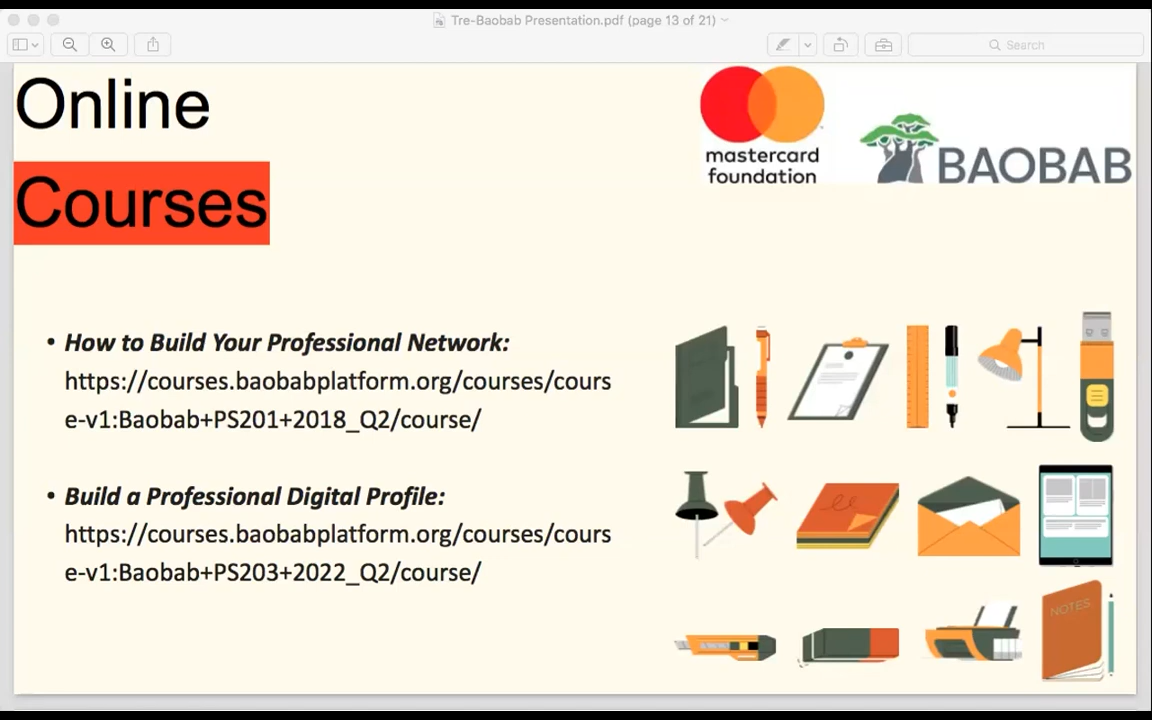 Tre-Baobab Presentation.pdf (page 13 of 21)
Search
Online
Courses
mastercard
foundation
BAOBAB
• How to Build Your Professional Network:
https://courses.baobabplatform.org/courses/cours
e-v1:Baobab+PS201+2018_Q2/course/
• Build a Professional Digital Profile:
https://courses.baobabplatform.org/courses/cours
e-v1:Baobab+PS203+2022_Q2/course/
NOTES